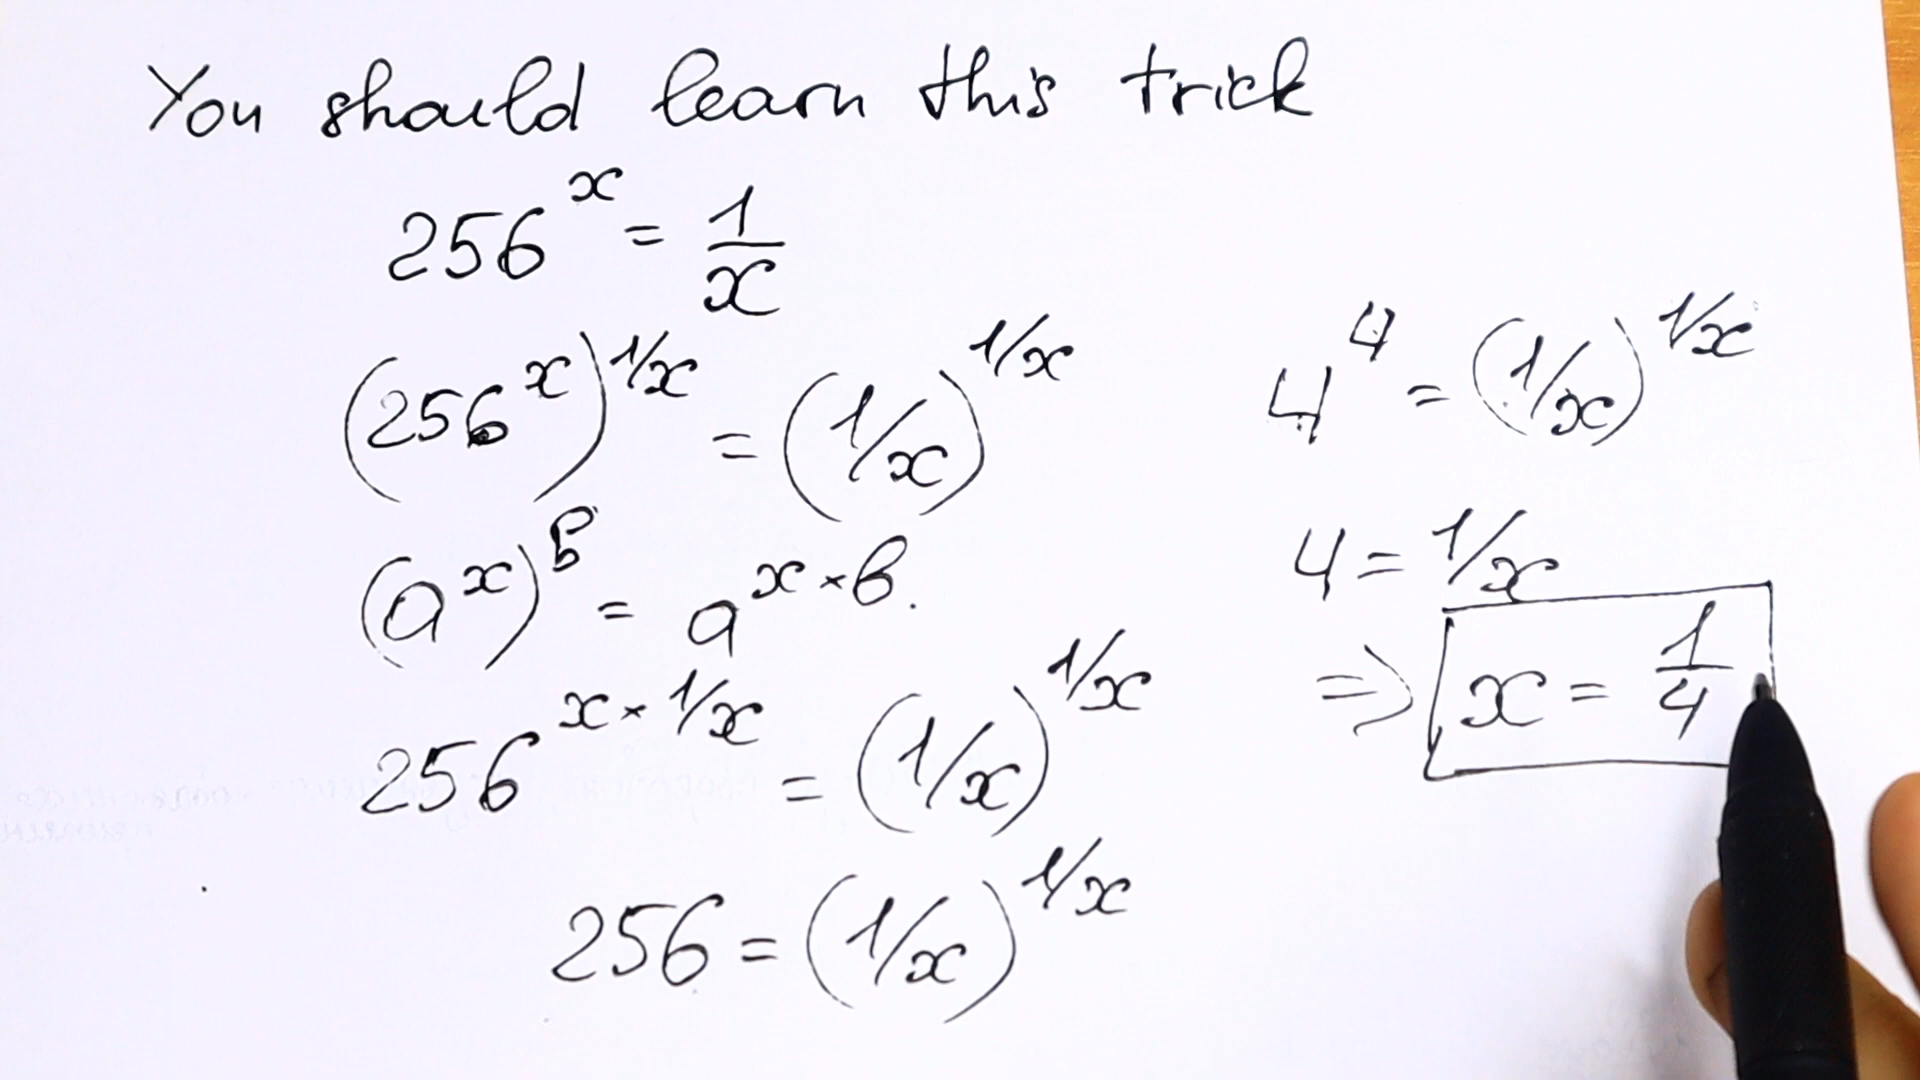 You should learn this trick
256^x = 1/x
(256^x)^1/x = (1/x)^1/x
(a^x)^b = a^x×b.
256^x×1/x = (1/x)^1/x
256 = (1/x)^1/x
4^4 = (1/x)^1/x
4 = 1/x
=> x = 1/4